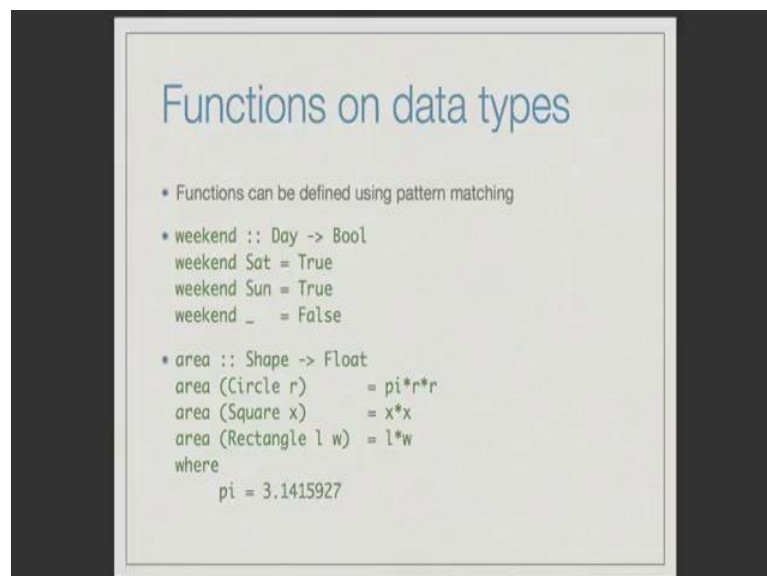 Functions on data types
• Functions can be defined using pattern matching
• weekend :: Day -> Bool
weekend Sat = True
weekend Sun = True
weekend _ = False
• area :: Shape -> Float
area (Circle r) = pi*r*r
area (Square x) = x*x
area (Rectangle l w) = l*w
where
pi = 3.1415927